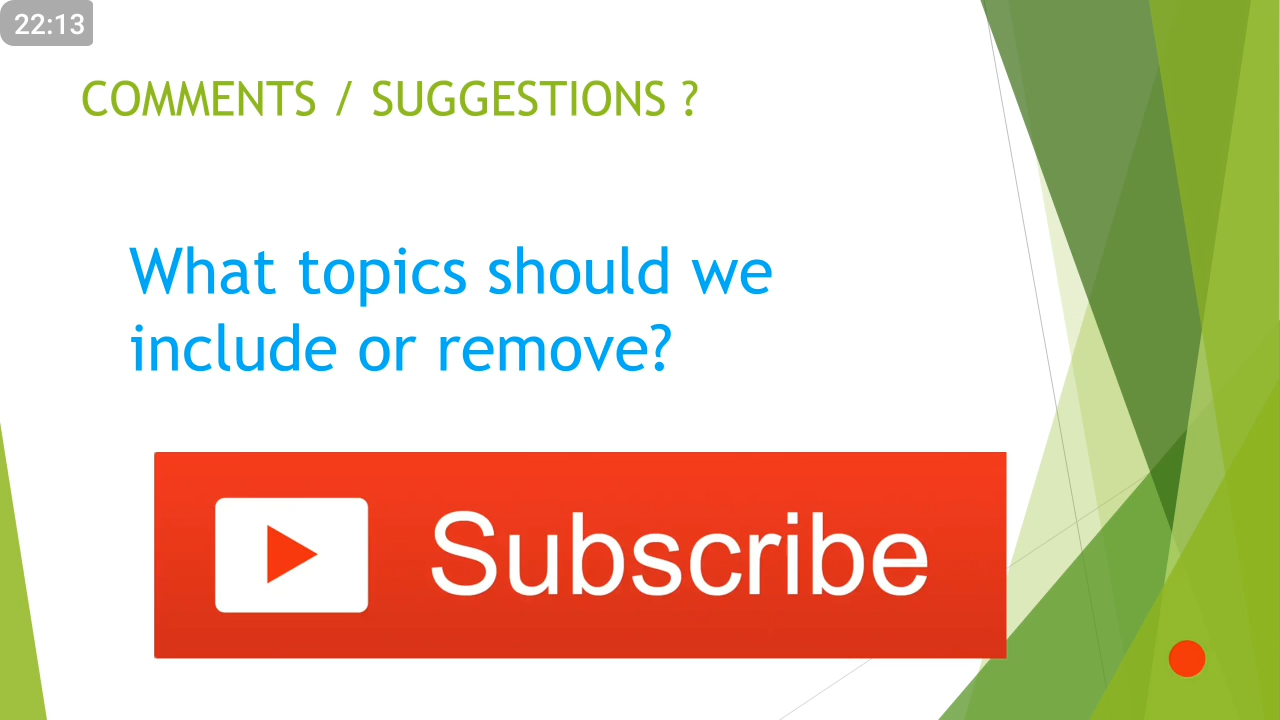 22:13
COMMENTS / SUGGESTIONS ?
What topics should we
include or remove?
Subscribe